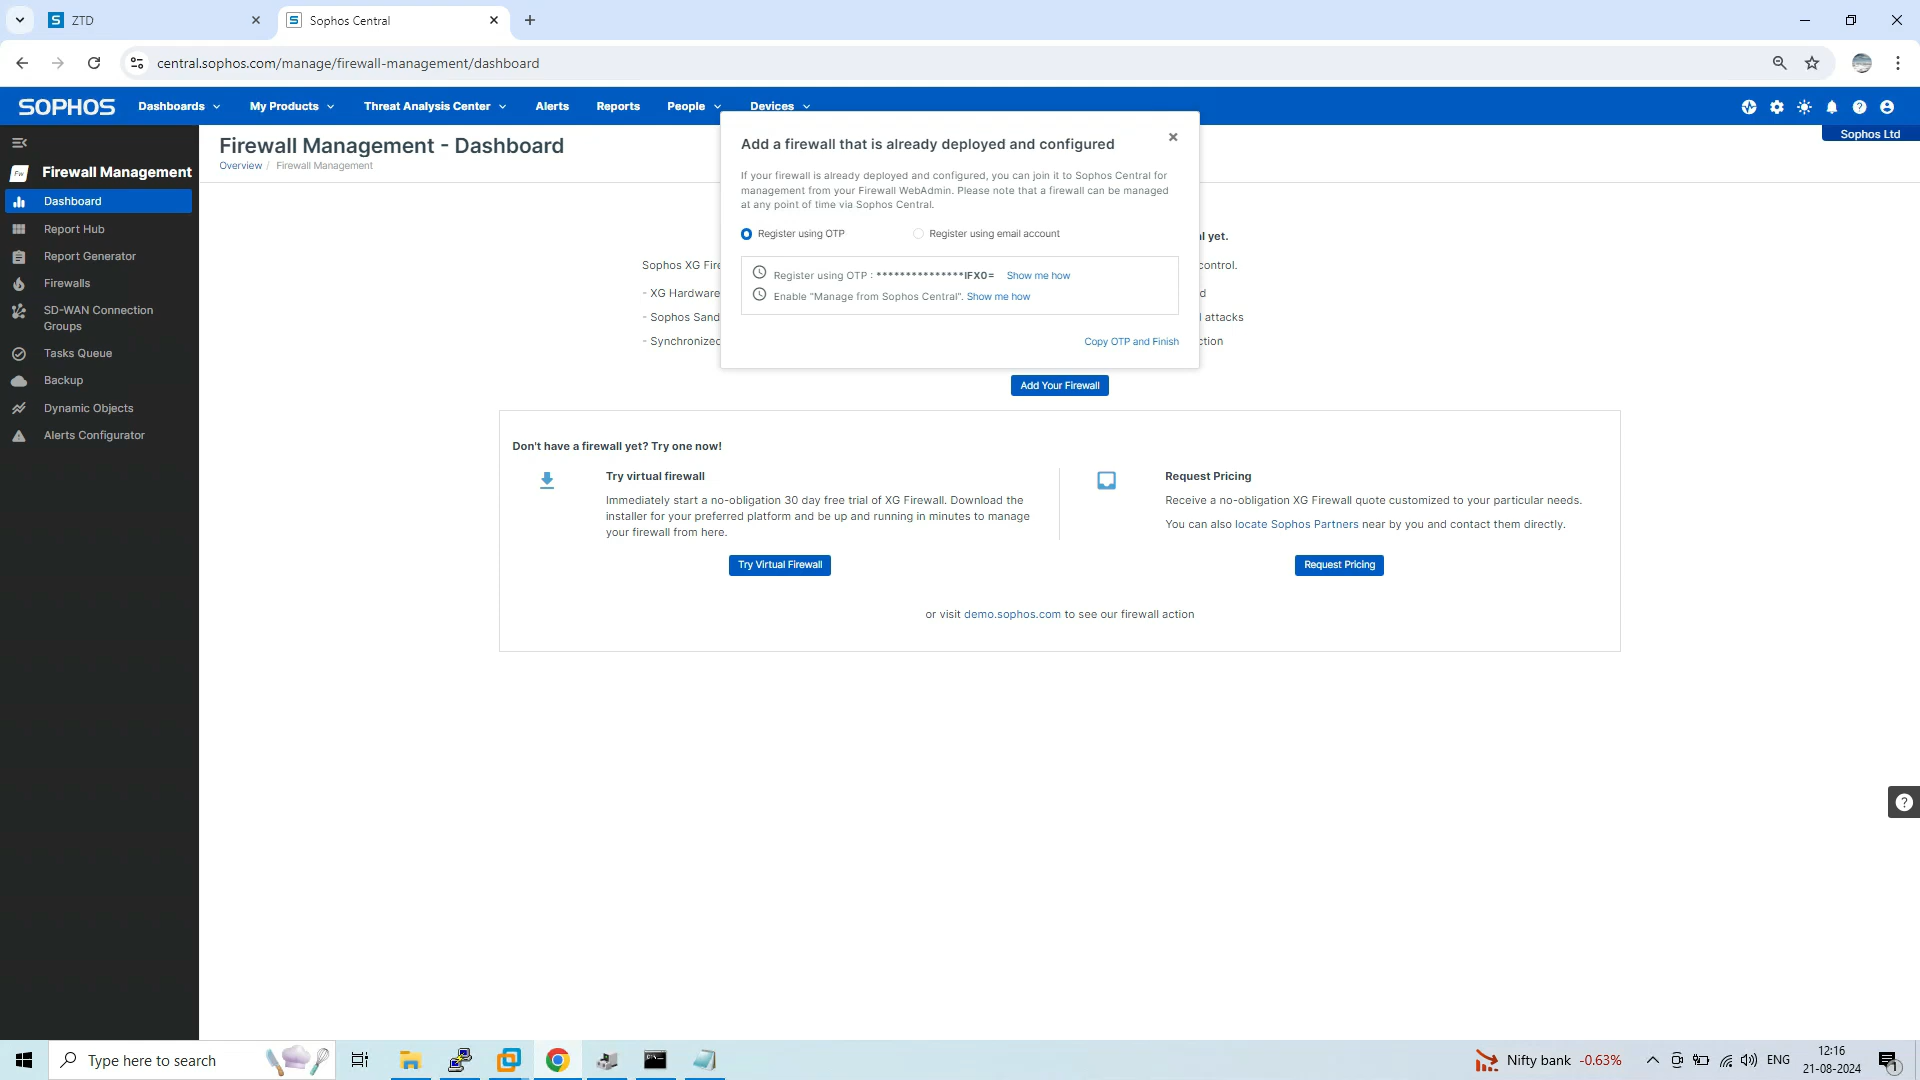 ZTD
Sophos Central
central.sophos.com/manage/firewall-management/dashboard
SOPHOS
Dashboards
My Products
Threat Analysis Center
Alerts
Reports
People
Devices
Sophos Ltd
Firewall Management
Dashboard
Report Hub
Report Generator
Firewalls
SD-WAN Connection
Groups
Tasks Queue
Backup
Dynamic Objects
Alerts Configurator
Firewall Management - Dashboard
Overview / Firewall Management
Add a firewall that is already deployed and configured
If your firewall is already deployed and configured, you can join it to Sophos Central for
management from your Firewall WebAdmin. Please note that a firewall can be managed
at any point of time via Sophos Central.
Register using OTP
Register using email account
Register using OTP : ***************IFX0= Show me how
Enable "Manage from Sophos Central". Show me how
Copy OTP and Finish
yet.
Sophos XG
control.
- XG Hardware
- Sophos
attacks
- Synchronized
Add Your Firewall
Don't have a firewall yet? Try one now!
Try virtual firewall
Immediately start a no-obligation 30 day free trial of XG Firewall. Download the
installer for your preferred platform and be up and running in minutes to manage
your firewall from here.
Try Virtual Firewall
Request Pricing
Receive a no-obligation XG Firewall quote customized to your particular needs.
You can also locate Sophos Partners near by you and contact them directly.
Request Pricing
or visit demo.sophos.com to see our firewall action
Type here to search
Nifty bank -0.63%
ENG
12:16
21-08-2024
1